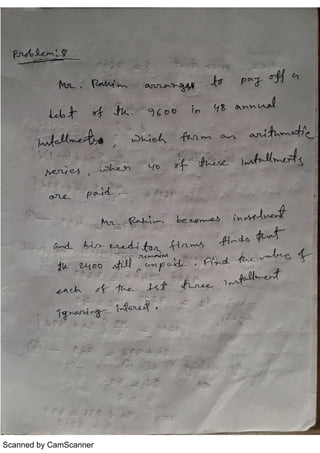 Problem: 8
Mr. Rahim arranges to pay off a
debt of tk. 9600 in 48 annual
installments, which form an arithmatic
series, when 40 of these installments
are paid
Mr. Rahim becomes insolvent
and his creditor firms finds that
tk 2400 still remain unpaid. Find the value of
each of the 1st three installment
ignoring interest.
Scanned by CamScanner